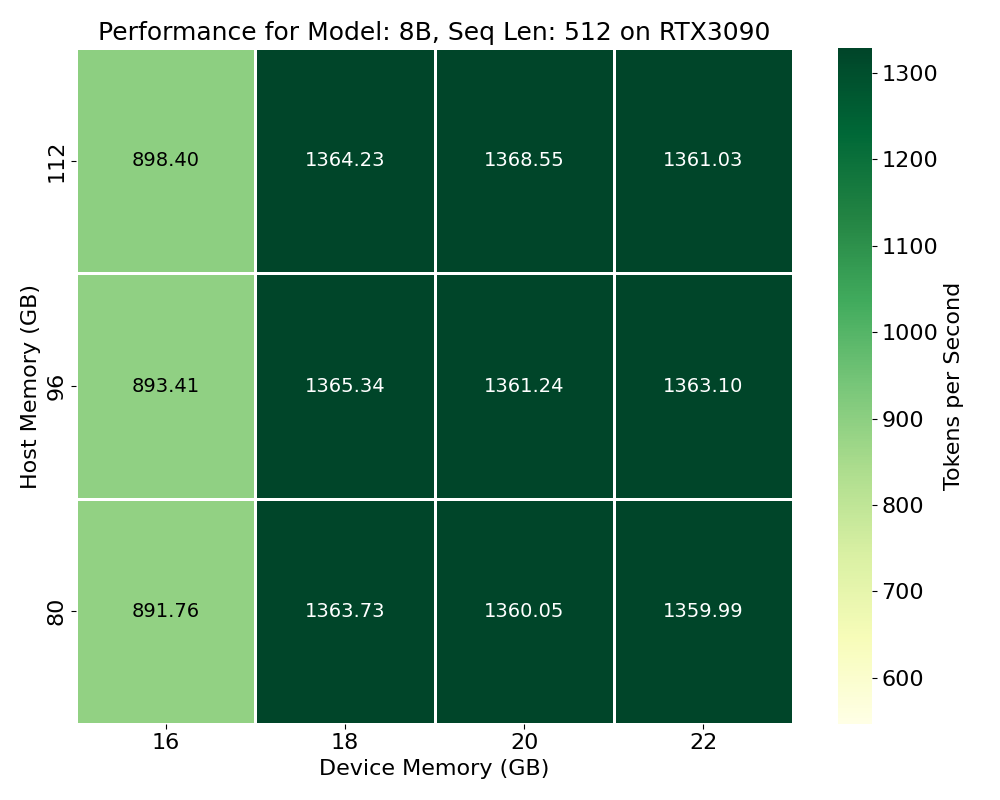 Performance for Model: 8B, Seq Len: 512 on RTX3090
Host Memory (GB)
112
898.40 1364.23 1368.55 1361.03
96
893.41 1365.34 1361.24 1363.10
80
891.76 1363.73 1360.05 1359.99
16 18 20 22
Device Memory (GB)
1300
1200
1100
1000
900
800
700
600
Tokens per Second